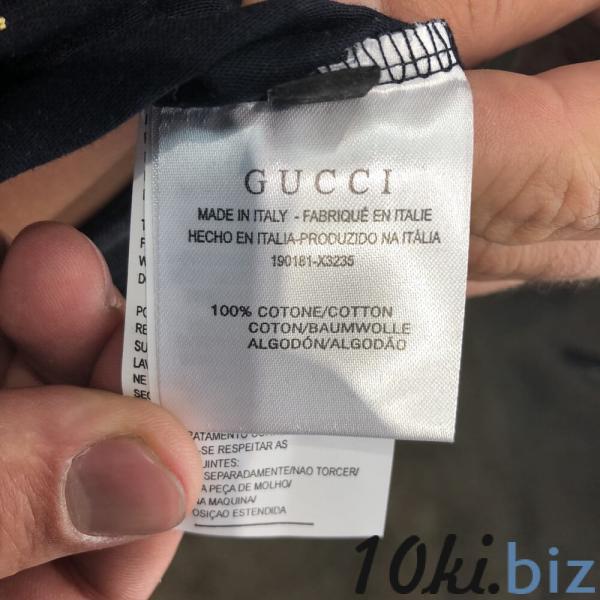 GUCCI
MADE IN ITALY - FABRIQUÉ EN ITALIE
HECHO EN ITALIA-PRODUZIDO NA ITÁLIA
190181-X3235
100% COTONE/COTTON
COTON/BAUMWOLLE
ALGODÓN/ALGODÃO
-SE RESPEITAR AS
SEPARADAMENTE/NAO TORCER/
A PEÇA DE MOLHO/
NA MAQUINA/
OSIÇAO ESTENDIDA
10ki.biz